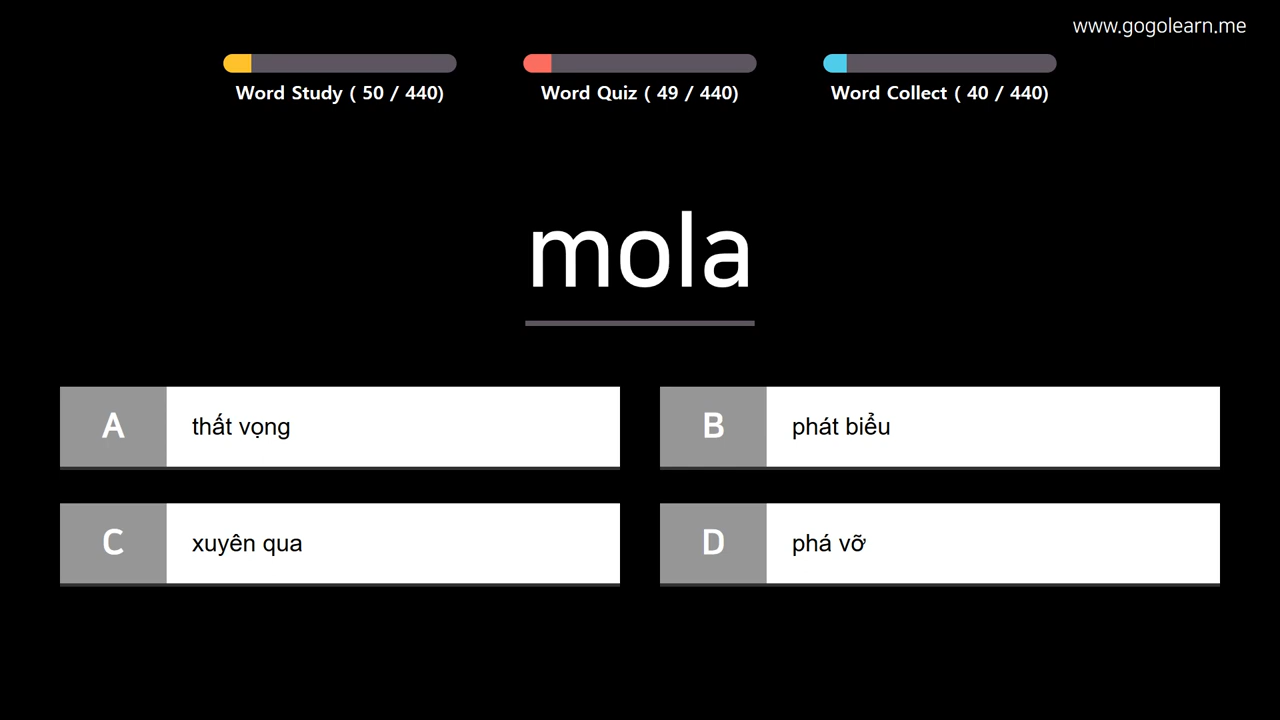 www.gogolearn.me
Word Study ( 50 / 440)
Word Quiz ( 49 / 440)
Word Collect ( 40 / 440)
mola
A thất vọng
B phát biểu
C xuyên qua
D phá vỡ